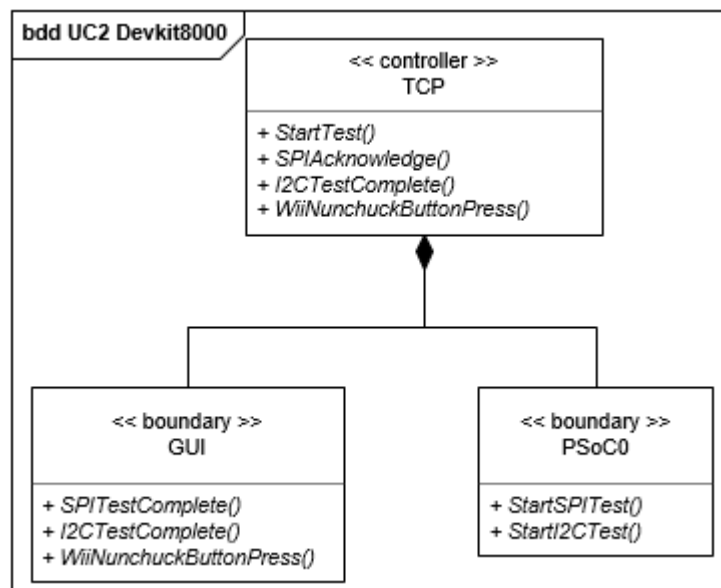 bdd UC2 Devkit8000
<< controller >>
TCP
+ StartTest()
+ SPIAcknowledge()
+ I2CTestComplete()
+ WiiNunchuckButtonPress()
<< boundary >>
GUI
+ SPITestComplete()
+ I2CTestComplete()
+ WiiNunchuckButtonPress()
<< boundary >>
PSoC0
+ StartSPITest()
+ StartI2CTest()